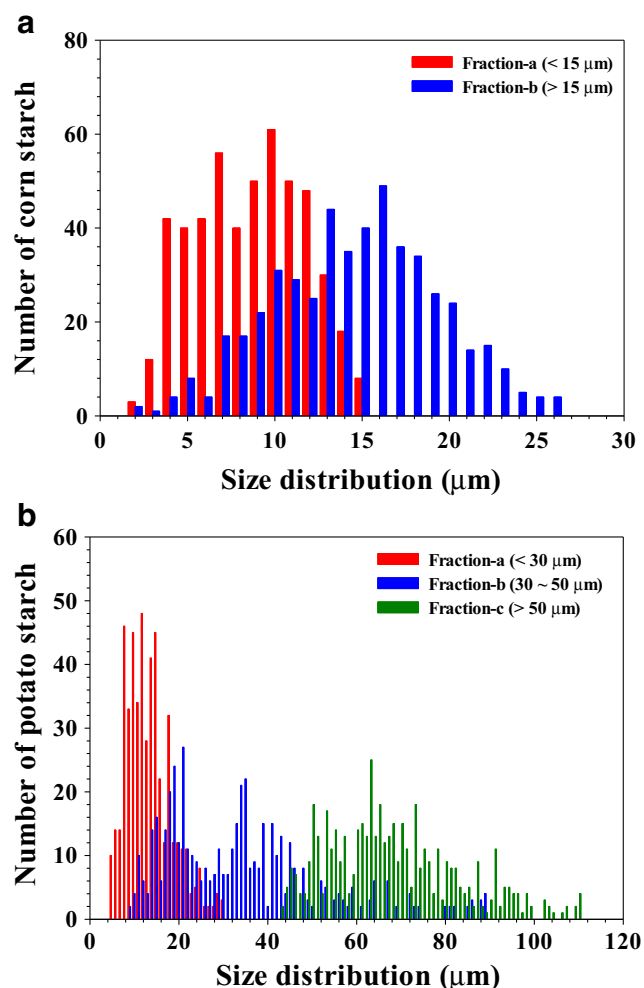 a
80
60
40
20
0
Number of corn starch
Fraction-a (< 15 μm)
Fraction-b (> 15 μm)
0 5 10 15 20 25 30
Size distribution (μm)
b
60
50
40
30
20
10
0
Number of potato starch
Fraction-a (< 30 μm)
Fraction-b (30 ~ 50 μm)
Fraction-c (> 50 μm)
0 20 40 60 80 100 120
Size distribution (μm)